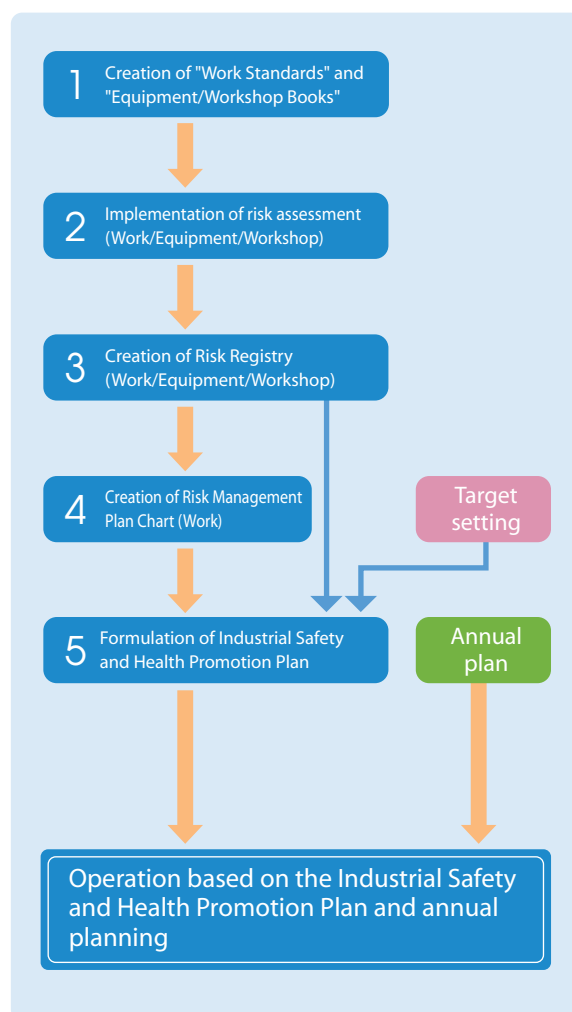 1
Creation of "Work Standards" and
"Equipment/Workshop Books"
2
Implementation of risk assessment
(Work/Equipment/Workshop)
3
Creation of Risk Registry
(Work/Equipment/Workshop)
4
Creation of Risk Management
Plan Chart (Work)
Target
setting
5
Formulation of Industrial Safety
and Health Promotion Plan
Annual
plan
Operation based on the Industrial Safety
and Health Promotion Plan and annual
planning